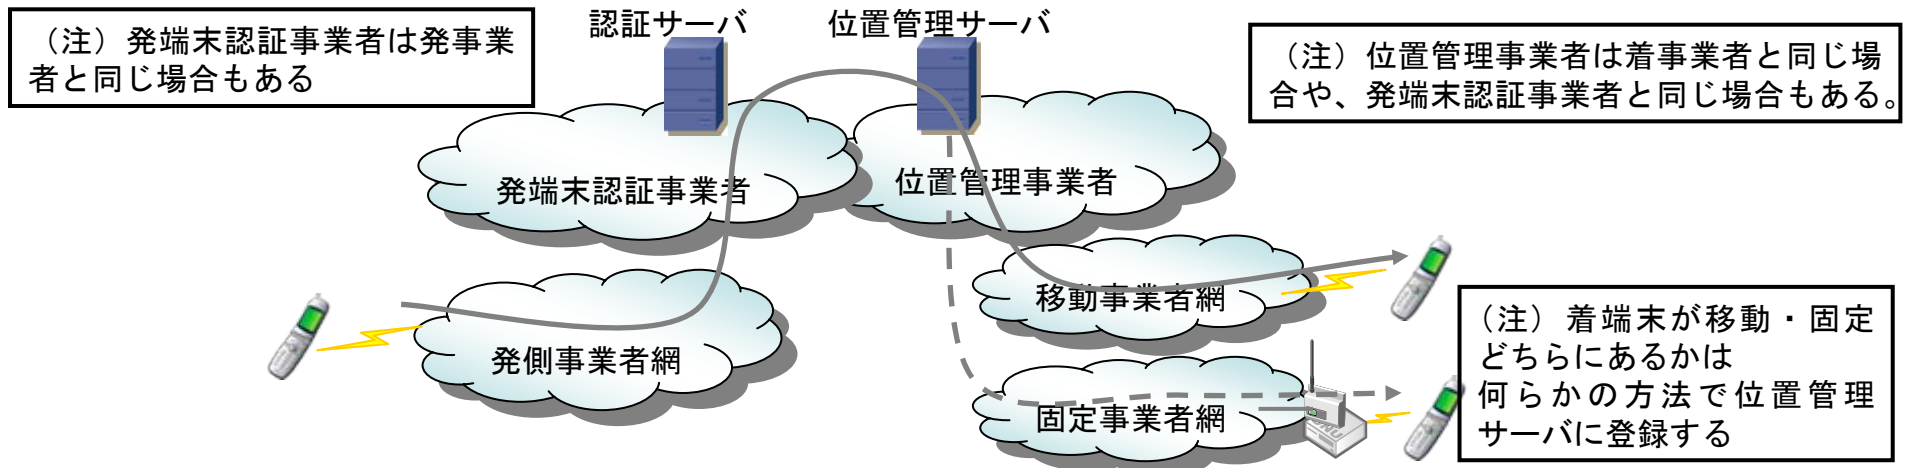 (注)発端末認証事業者は発事業
者と同じ場合もある
認証サーバ
位置管理サーバ
(注)位置管理事業者は着事業者と同じ場
合や、発端末認証事業者と同じ場合もある。
発端末認証事業者
位置管理事業者
移動事業者網
発側事業者網
固定事業者網
(注)着端末が移動・固定
どちらにあるかは
何らかの方法で位置管理
サーバに登録する